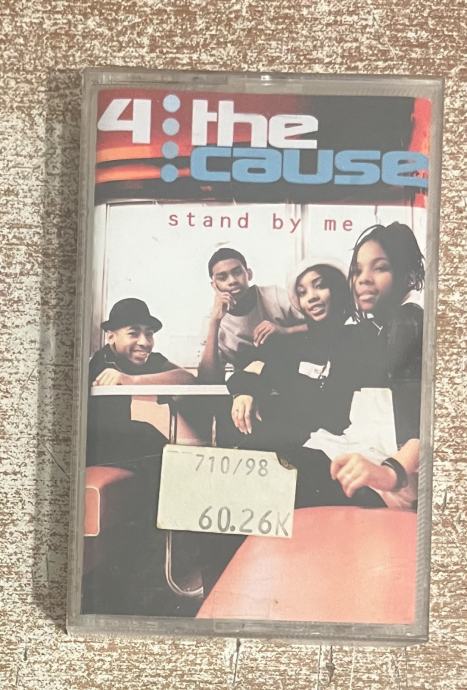 4 the
cause
stand by me
710/98
60.26K